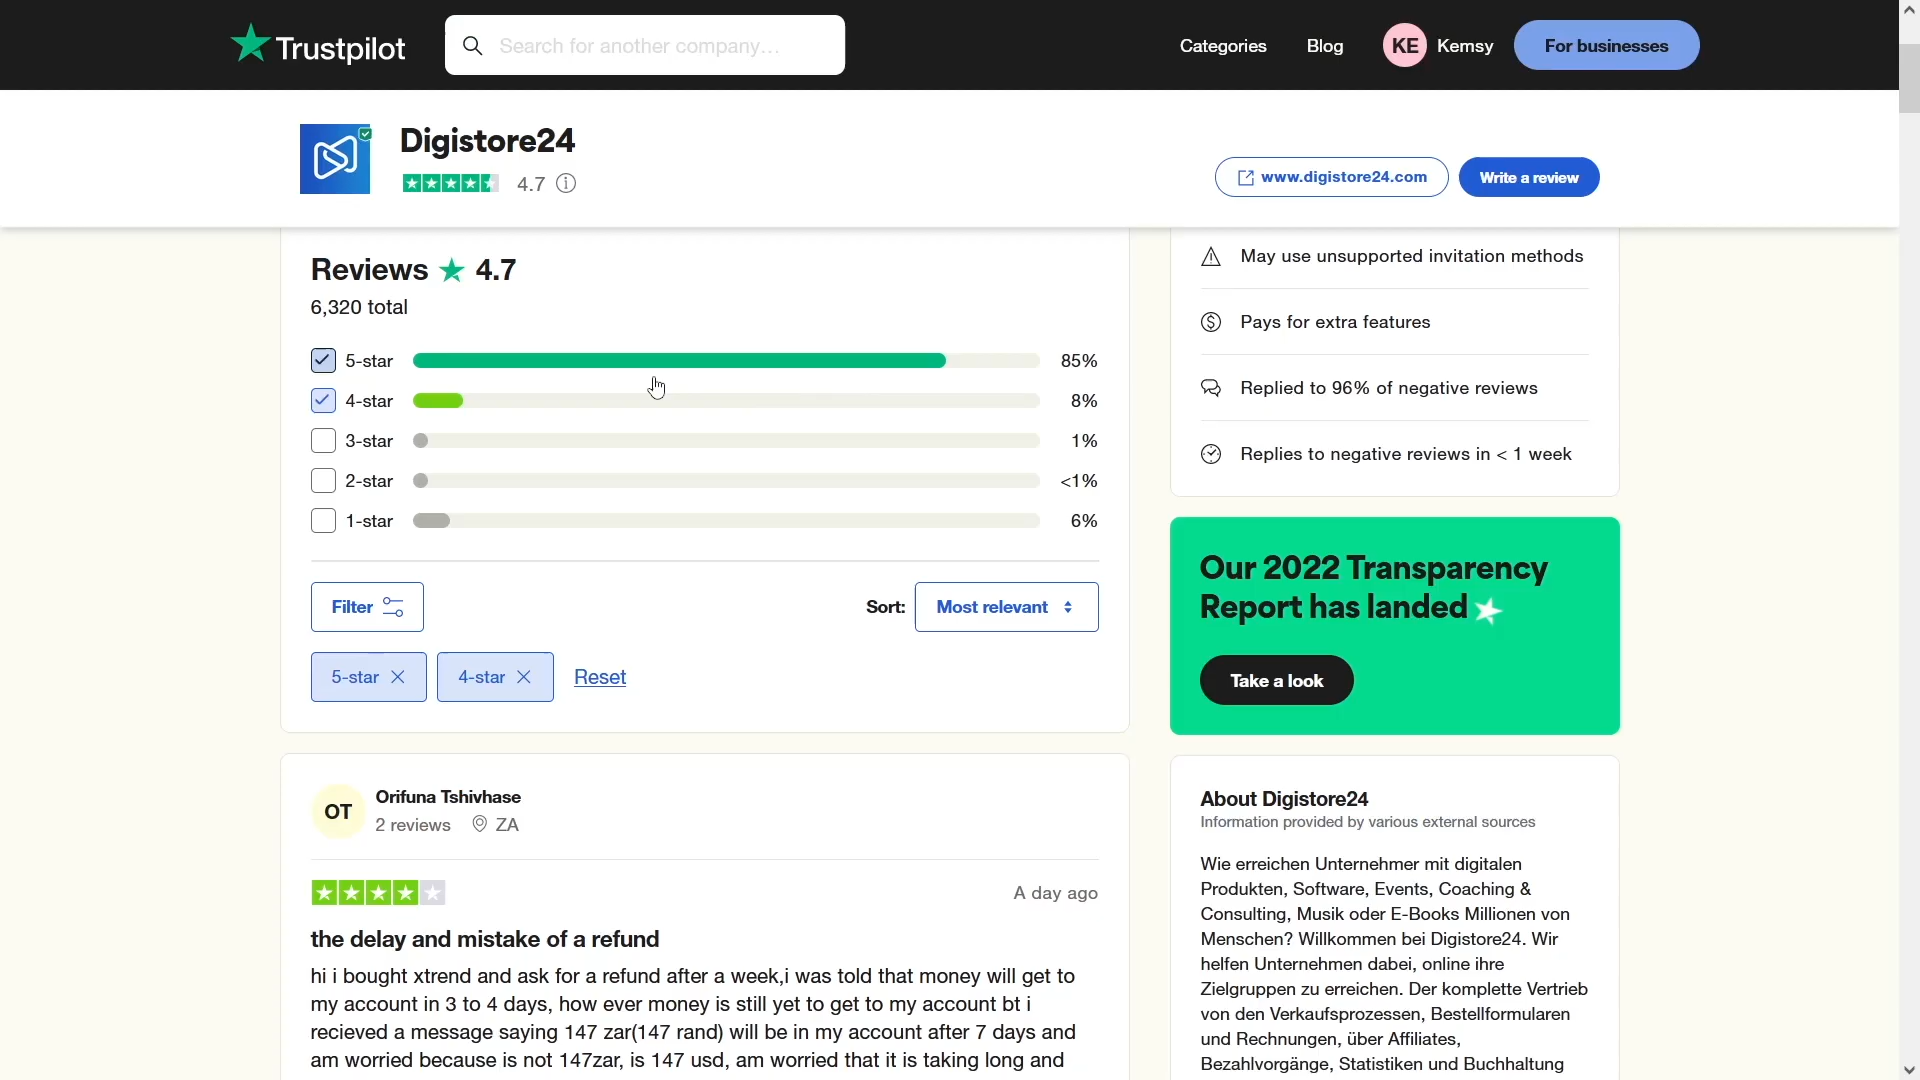 Trustpilot
Search for another company...
Categories
Blog
KE
Kemsy
For businesses
Digistore24
4.7
www.digistore24.com
Write a review
Reviews ★ 4.7
6,320 total
5-star 85%
4-star 8%
3-star 1%
2-star <1%
1-star 6%
Filter
Sort:
Most relevant
5-star
4-star
Reset
OT
Orifuna Tshivhase
2 reviews
ZA
A day ago
the delay and mistake of a refund
hi i bought xtrend and ask for a refund after a week,i was told that money will get to
my account in 3 to 4 days, how ever money is still yet to get to my account bt i
recieved a message saying 147 zar(147 rand) will be in my account after 7 days and
am worried because is not 147zar, is 147 usd, am worried that it is taking long and
May use unsupported invitation methods
Pays for extra features
Replied to 96% of negative reviews
Replies to negative reviews in < 1 week
Our 2022 Transparency
Report has landed
Take a look
About Digistore24
Information provided by various external sources
Wie erreichen Unternehmer mit digitalen
Produkten, Software, Events, Coaching &
Consulting, Musik oder E-Books Millionen von
Menschen? Willkommen bei Digistore24. Wir
helfen Unternehmen dabei, online ihre
Zielgruppen zu erreichen. Der komplette Vertrieb
von den Verkaufsprozessen, Bestellformularen
und Rechnungen, über Affiliates,
Bezahlvorgänge, Statistiken und Buchhaltung